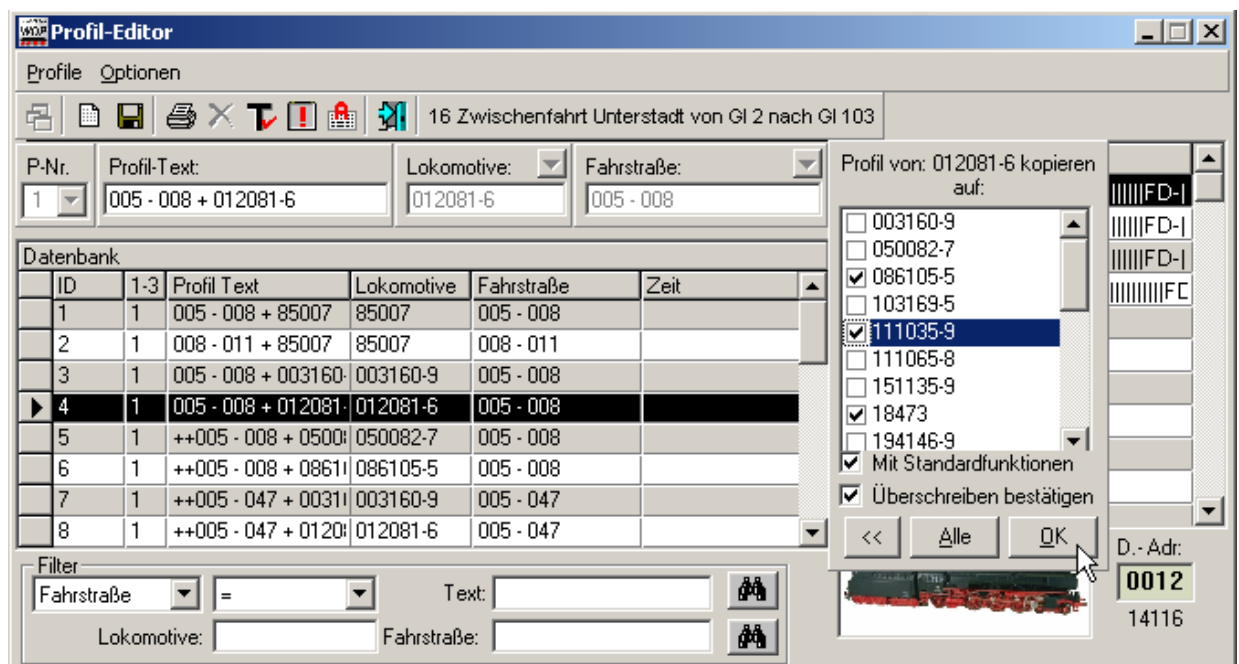 Profil-Editor
Profile Optionen
16 Zwischenfahrt Unterstadt von Gl 2 nach Gl 103
P-Nr. Profil-Text: Lokomotive: Fahrstraße:
1 005 - 008 + 012081-6 012081-6 005 - 008
Datenbank
ID 1-3 Profil Text Lokomotive Fahrstraße Zeit
1 1 005 - 008 + 85007 85007 005 - 008
2 1 008 - 011 + 85007 85007 008 - 011
3 1 005 - 008 + 003160- 003160-9 005 - 008
4 1 005 - 008 + 012081- 012081-6 005 - 008
5 1 ++005 - 008 + 0500 050082-7 005 - 008
6 1 ++005 - 008 + 0861 086105-5 005 - 008
7 1 ++005 - 047 + 0031 003160-9 005 - 047
8 1 ++005 - 047 + 0120 012081-6 005 - 047
Profil von: 012081-6 kopieren
auf:
003160-9
050082-7
086105-5
103169-5
111035-9
111065-8
151135-9
18473
194146-9
Mit Standardfunktionen
Überschreiben bestätigen
<< Alle OK
||||||FD-|
||||||FD-|
||||||FD-|
Filter
Fahrstraße = Text:
Lokomotive: Fahrstraße:
D.- Adr:
0012
14116